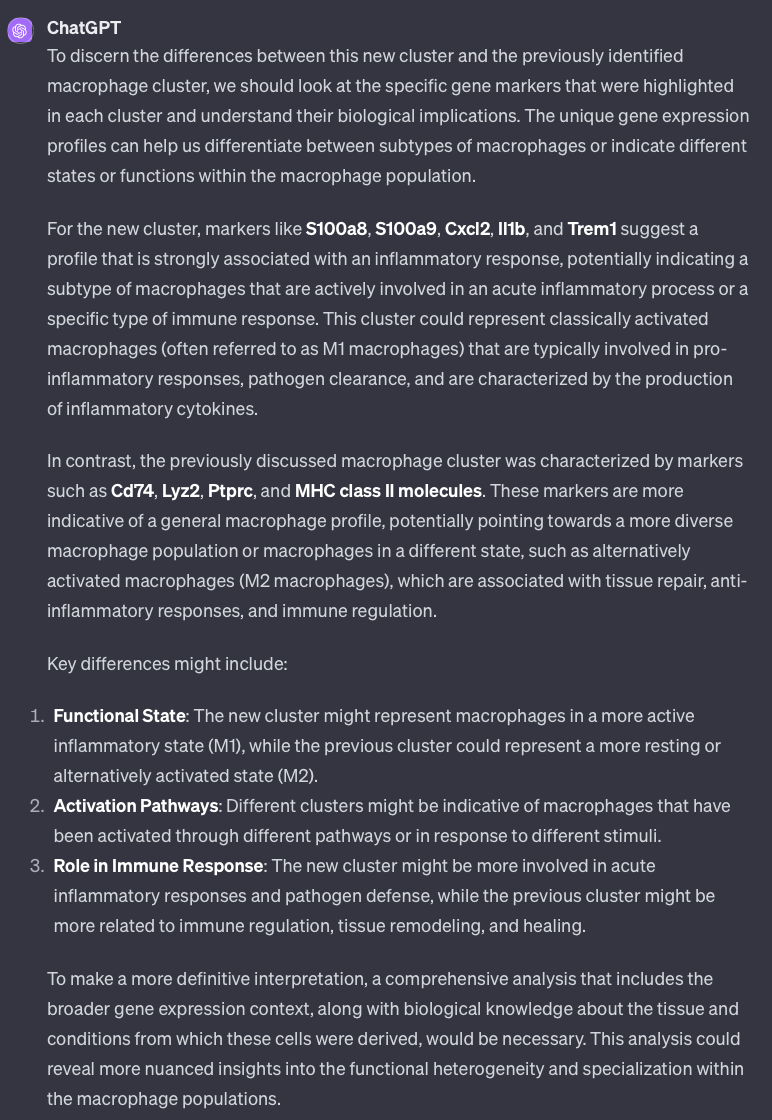 ChatGPT
To discern the differences between this new cluster and the previously identified
macrophage cluster, we should look at the specific gene markers that were highlighted
in each cluster and understand their biological implications. The unique gene expression
profiles can help us differentiate between subtypes of macrophages or indicate different
states or functions within the macrophage population.
For the new cluster, markers like S100a8, S100a9, Cxcl2, Il1b, and Trem1 suggest a
profile that is strongly associated with an inflammatory response, potentially indicating a
subtype of macrophages that are actively involved in an acute inflammatory process or a
specific type of immune response. This cluster could represent classically activated
macrophages (often referred to as M1 macrophages) that are typically involved in pro-
inflammatory responses, pathogen clearance, and are characterized by the production
of inflammatory cytokines.
In contrast, the previously discussed macrophage cluster was characterized by markers
such as Cd74, Lyz2, Ptprc, and MHC class II molecules. These markers are more
indicative of a general macrophage profile, potentially pointing towards a more diverse
macrophage population or macrophages in a different state, such as alternatively
activated macrophages (M2 macrophages), which are associated with tissue repair, anti-
inflammatory responses, and immune regulation.
Key differences might include:
1. Functional State: The new cluster might represent macrophages in a more active
inflammatory state (M1), while the previous cluster could represent a more resting or
alternatively activated state (M2).
2. Activation Pathways: Different clusters might be indicative of macrophages that have
been activated through different pathways or in response to different stimuli.
3. Role in Immune Response: The new cluster might be more involved in acute
inflammatory responses and pathogen defense, while the previous cluster might be
more related to immune regulation, tissue remodeling, and healing.
To make a more definitive interpretation, a comprehensive analysis that includes the
broader gene expression context, along with biological knowledge about the tissue and
conditions from which these cells were derived, would be necessary. This analysis could
reveal more nuanced insights into the functional heterogeneity and specialization within
the macrophage populations.